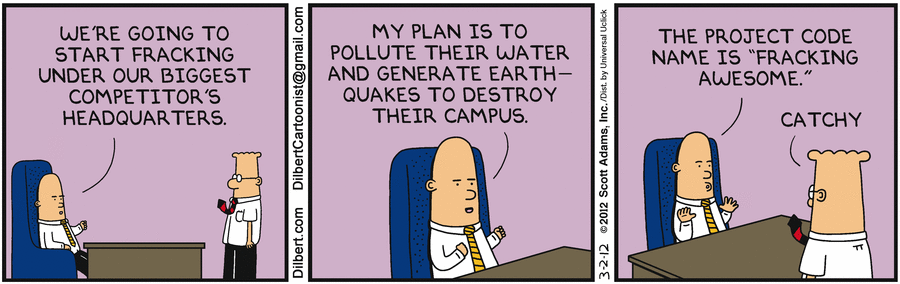 WE'RE GOING TO
START FRACKING
UNDER OUR BIGGEST
COMPETITOR'S
HEADQUARTERS.
Dilbert.com DilbertCartoonist@gmail.com
MY PLAN IS TO
POLLUTE THEIR WATER
AND GENERATE EARTH—
QUAKES TO DESTROY
THEIR CAMPUS.
3-2-12 ©2012 Scott Adams, Inc./Dist. by Universal Uclick
THE PROJECT CODE
NAME IS "FRACKING
AWESOME."
CATCHY